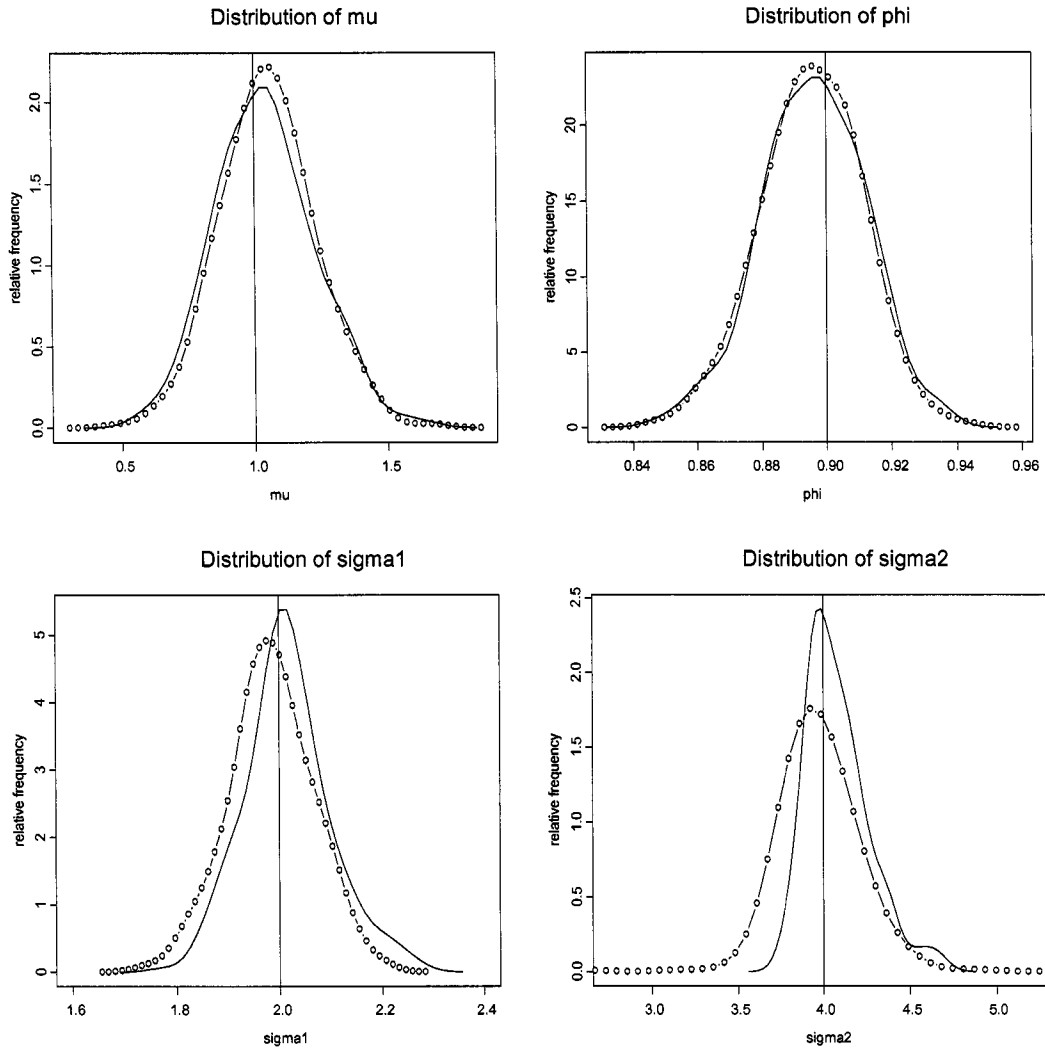 Distribution of mu
relative frequency
0.0 0.5 1.0 1.5 2.0
0.5 1.0 1.5
mu
Distribution of phi
relative frequency
0 5 10 15 20
0.84 0.86 0.88 0.90 0.92 0.94 0.96
phi
Distribution of sigma1
relative frequency
0 1 2 3 4 5
1.6 1.8 2.0 2.2 2.4
sigma1
Distribution of sigma2
relative frequency
0.0 0.5 1.0 1.5 2.0 2.5
3.0 3.5 4.0 4.5 5.0
sigma2